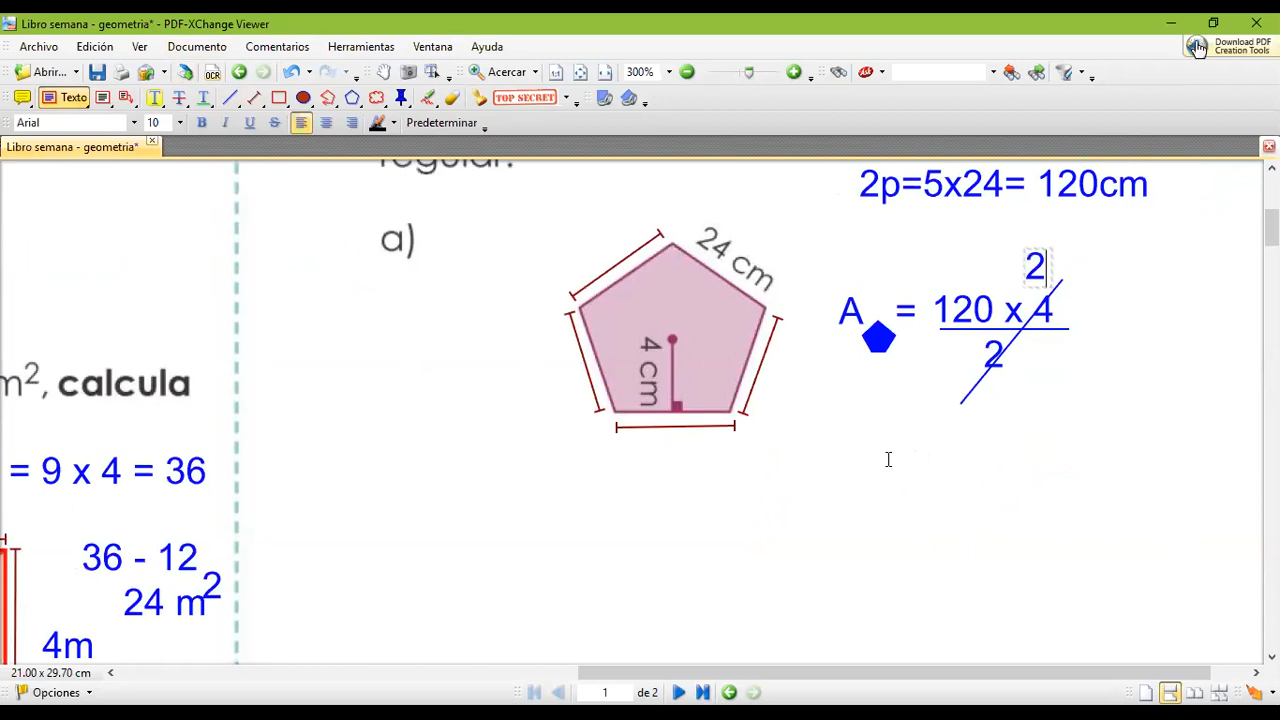 Libro semana - geometria* - PDF-XChange Viewer
Archivo Edición Ver Documento Comentarios Herramientas Ventana Ayuda
Download PDF
Creation Tools
Abrir... OCR Acercar 300%
Texto TOP SECRET
Arial 10 B I U S Predeterminar
Libro semana - geometria*
regular.
2p=5x24= 120cm
a)
24 cm
4 cm
2
A = 120 x 4
2
m², calcula
= 9 x 4 = 36
36 - 12
24 m²
4m
21.00 x 29.70 cm
Opciones 1 de 2